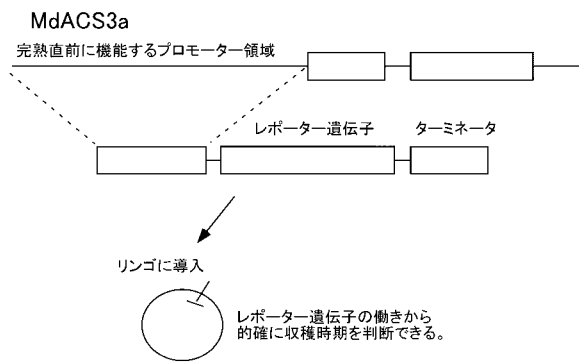 MdACS3a
完熟直前に機能するプロモーター領域
レポーター遺伝子
ターミネータ
リンゴに導入
レポーター遺伝子の働きから
的確に収穫時期を判断できる。